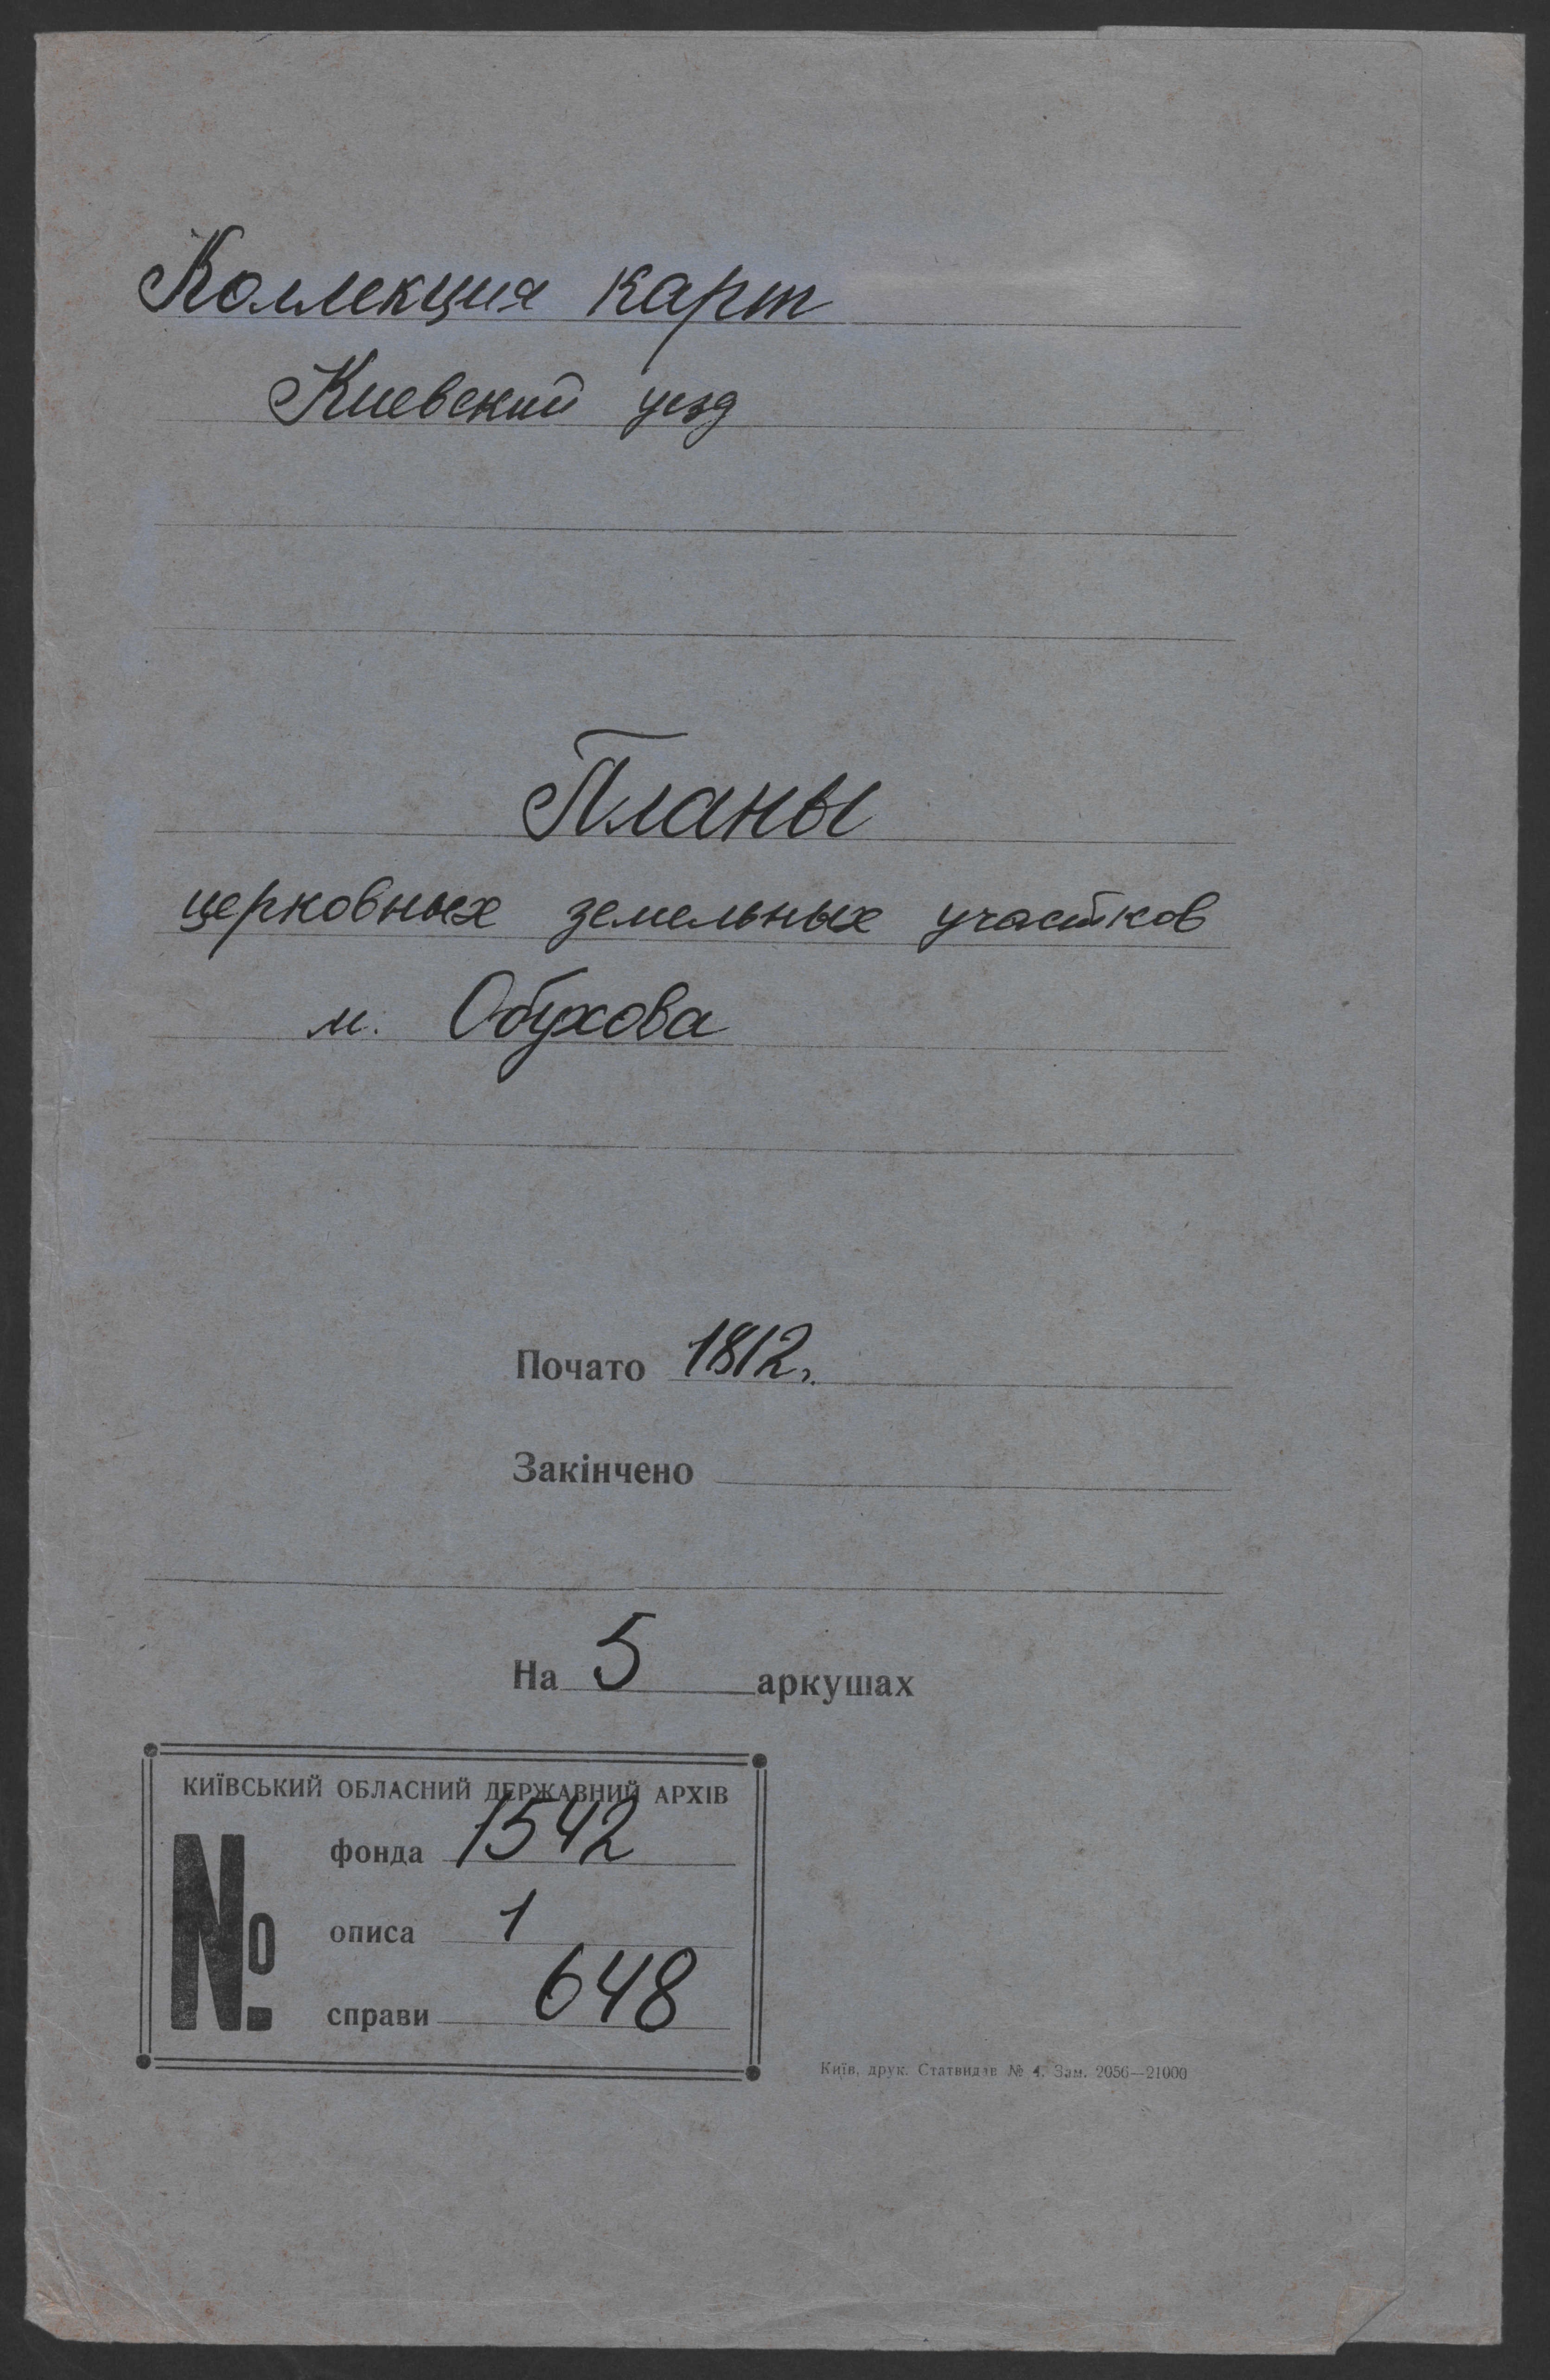 Коллекция карт
Киевский уезд
Планы
церковных земельных участков
м. Обухова
Почато 1812г.
Закінчено
На 5 аркушах
КИЇВСЬКИЙ ОБЛАСНИЙ ДЕРЖАВНИЙ АРХІВ
№
фонда 1542
описа 1
справи 648
Київ, друк. Статвидав № 4. Зам. 2056—21000